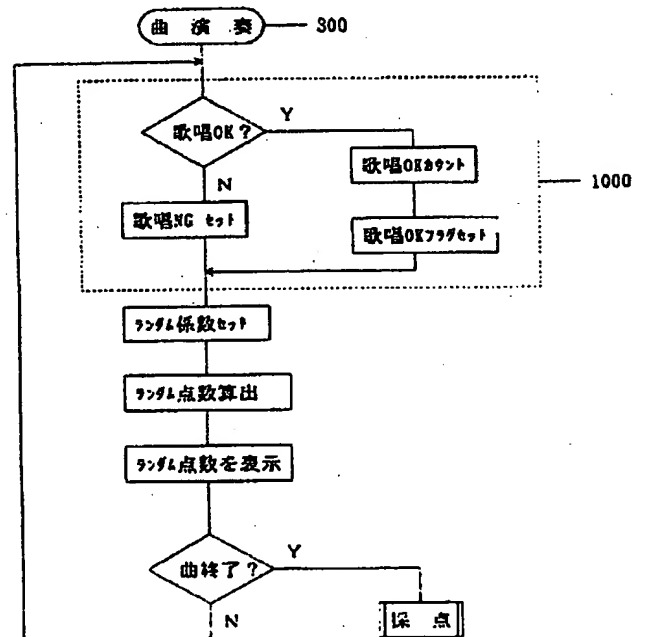 曲 演 奏
300
歌唱OK?
Y
歌唱OKカウント
1000
N
歌唱NG セット
歌唱OKフラグセット
ランダム係数セット
ランダム点数算出
ランダム点数を表示
曲終了?
Y
N
採 点